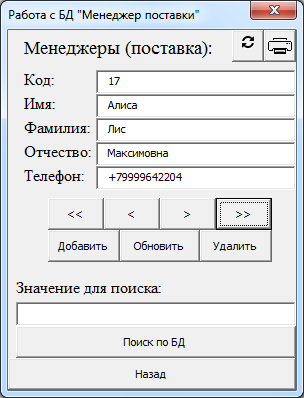 Работа с БД "Менеджер поставки"
Менеджеры (поставка):
Код: 17
Имя: Алиса
Фамилия: Лис
Отчество: Максимовна
Телефон: +79999642204
<< < > >>
Добавить Обновить Удалить
Значение для поиска:
Поиск по БД
Назад